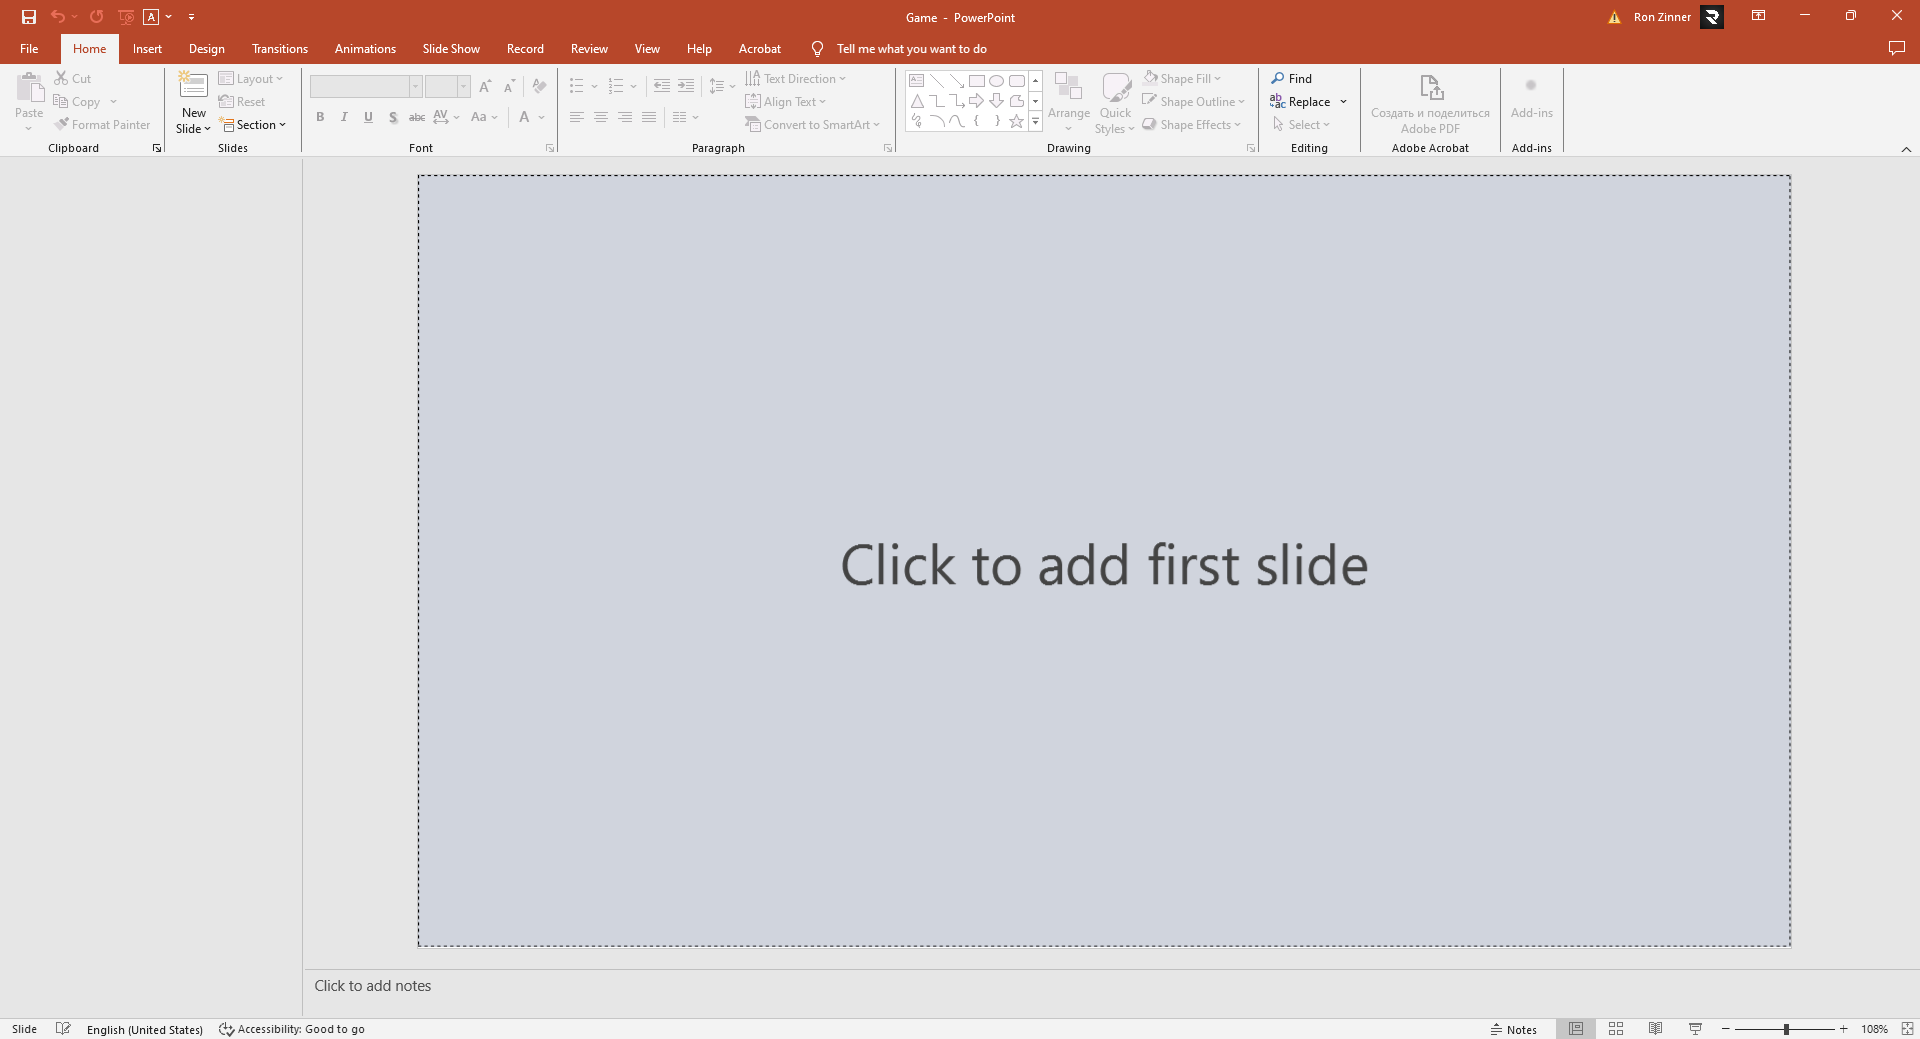 Game - PowerPoint
Ron Zinner
File Home Insert Design Transitions Animations Slide Show Record Review View Help Acrobat Tell me what you want to do
Paste
Cut
Copy
Format Painter
Clipboard
New
Slide
Layout
Reset
Section
Slides
B I U S abc AV Aa A
Font
Text Direction
Align Text
Convert to SmartArt
Paragraph
Arrange
Quick
Styles
Shape Fill
Shape Outline
Shape Effects
Drawing
Find
Replace
Select
Editing
Создать и поделиться
Adobe PDF
Adobe Acrobat
Add-ins
Add-ins
Click to add first slide
Click to add notes
Slide English (United States) Accessibility: Good to go Notes 108%